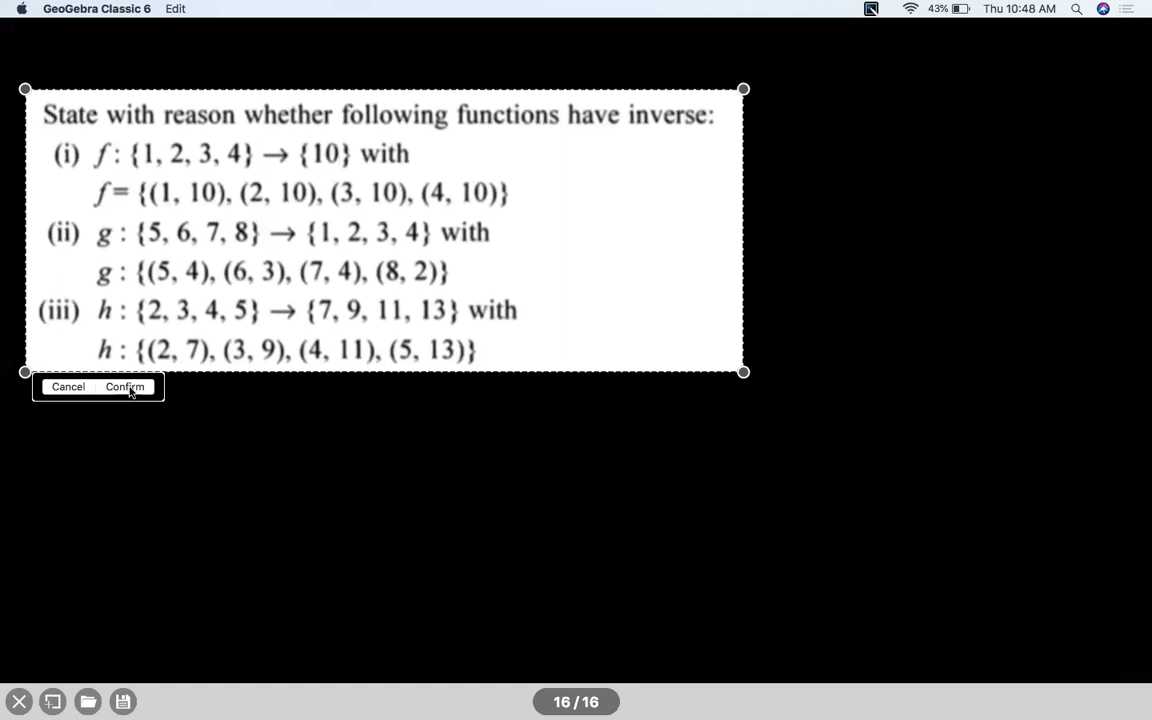 GeoGebra Classic 6 Edit 43% Thu 10:48 AM
State with reason whether following functions have inverse:
(i) f : {1, 2, 3, 4} → {10} with
f = {(1, 10), (2, 10), (3, 10), (4, 10)}
(ii) g : {5, 6, 7, 8} → {1, 2, 3, 4} with
g : {(5, 4), (6, 3), (7, 4), (8, 2)}
(iii) h : {2, 3, 4, 5} → {7, 9, 11, 13} with
h : {(2, 7), (3, 9), (4, 11), (5, 13)}
Cancel Confirm
16 / 16